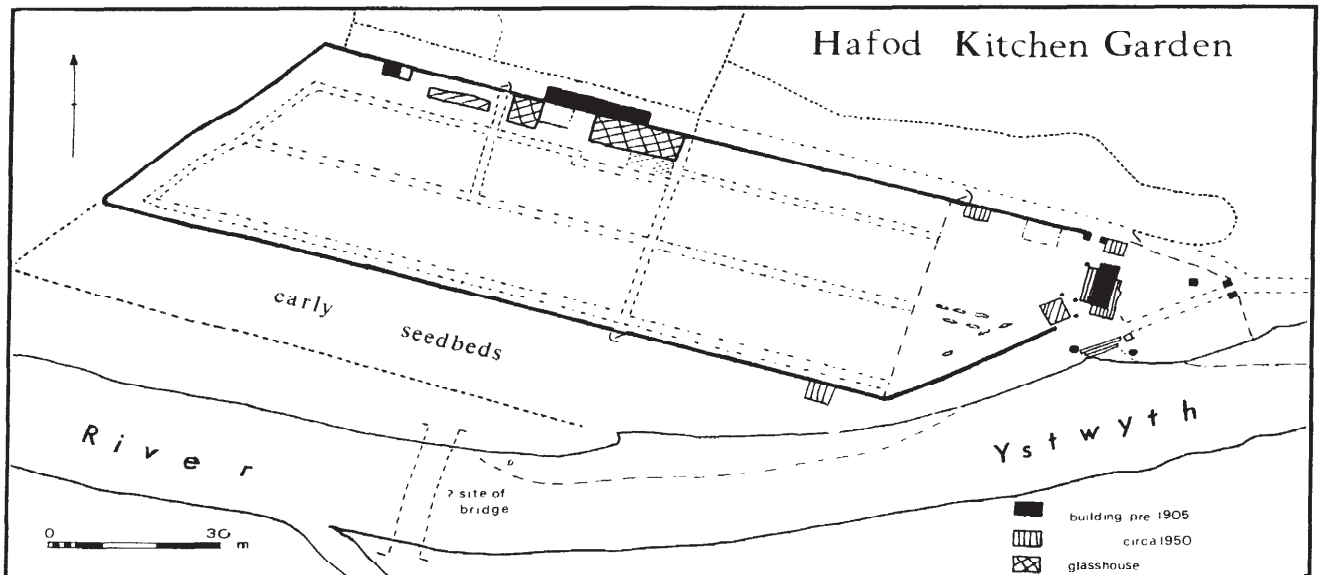 Hafod Kitchen Garden
carly
seedbeds
River
Ystwyth
? site of
bridge
0 30 m
building pre 1905
circa 1950
glasshouse